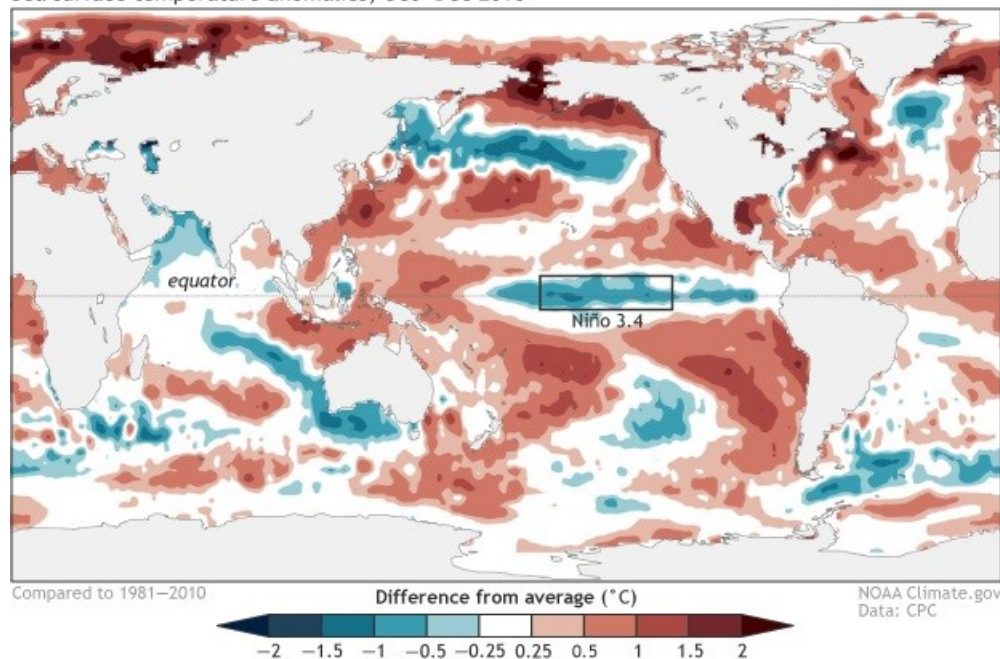 equator
Niño 3.4
Compared to 1981—2010
Difference from average (°C)
NOAA Climate.gov
Data: CPC
−2 −1.5 −1 −0.5 −0.25 0.25 0.5 1 1.5 2